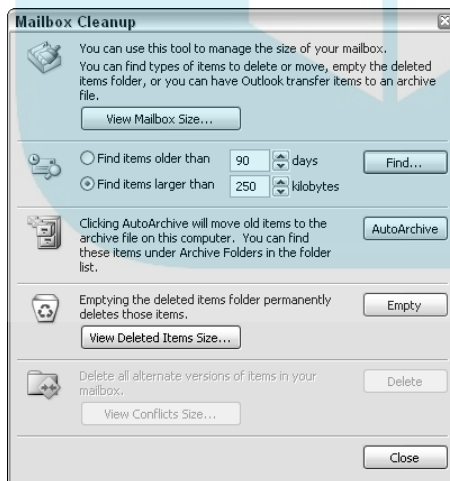 Mailbox Cleanup
You can use this tool to manage the size of your mailbox.
You can find types of items to delete or move, empty the deleted
items folder, or you can have Outlook transfer items to an archive
file.
View Mailbox Size...
Find items older than 90 days Find...
Find items larger than 250 kilobytes
Clicking AutoArchive will move old items to the AutoArchive
archive file on this computer. You can find
these items under Archive Folders in the folder
list.
Emptying the deleted items folder permanently Empty
deletes those items.
View Deleted Items Size...
Delete all alternate versions of items in your Delete
mailbox.
View Conflicts Size...
Close